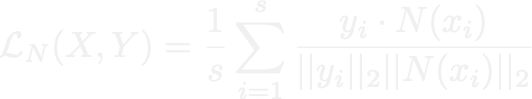 $\mathcal{L}_N(X, Y) = \frac{1}{s} \sum_{i=1}^{s} \frac{y_i \cdot N(x_i)}{||y_i||_2 ||N(x_i)||_2}$